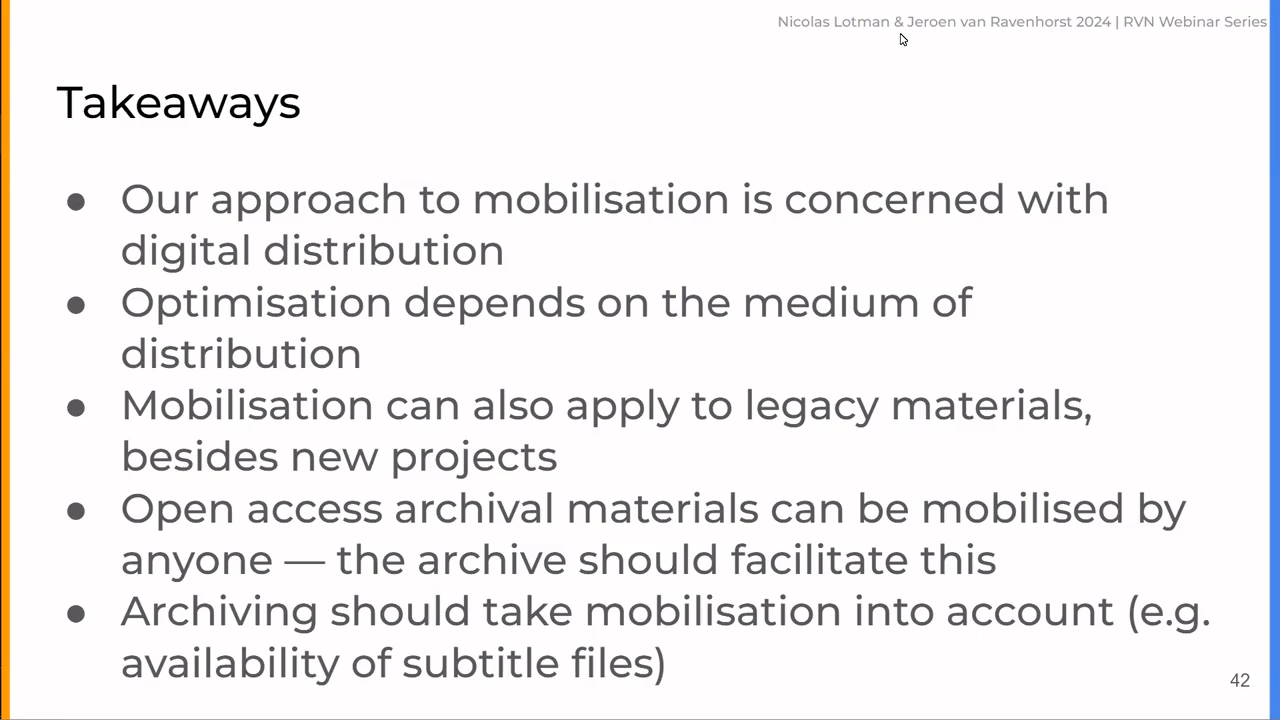 Nicolas Lotman & Jeroen van Ravenhorst 2024 | RVN Webinar Series
Takeaways
● Our approach to mobilisation is concerned with
digital distribution
● Optimisation depends on the medium of
distribution
● Mobilisation can also apply to legacy materials,
besides new projects
● Open access archival materials can be mobilised by
anyone — the archive should facilitate this
● Archiving should take mobilisation into account (e.g.
availability of subtitle files)
42